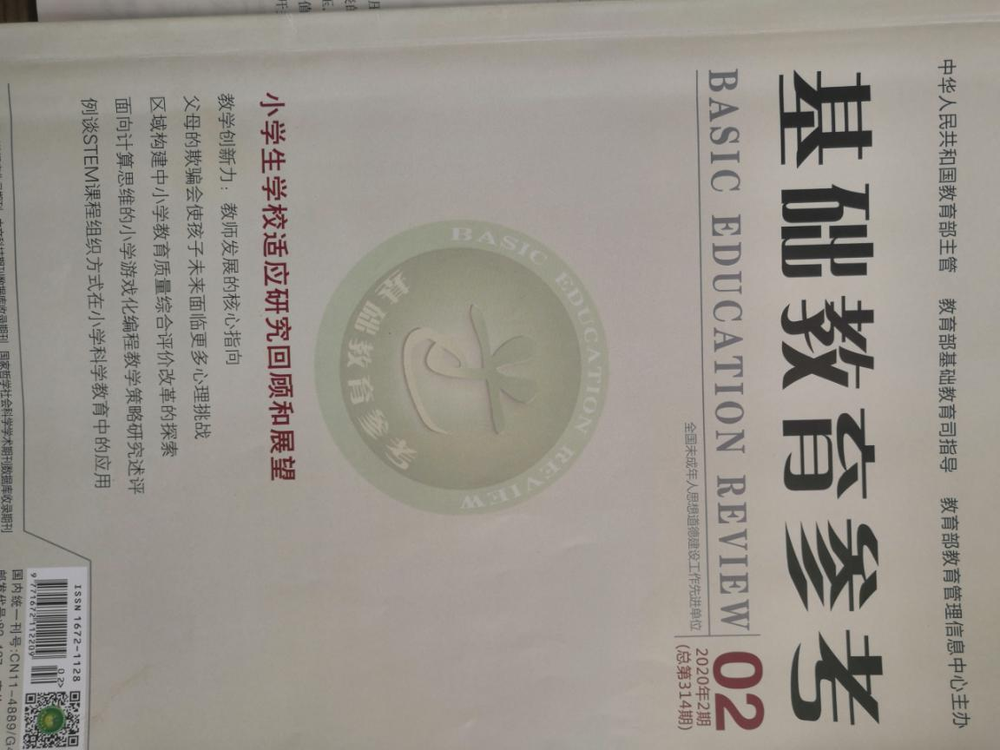 中华人民共和国教育部主管 教育部基础教育司指导 教育部教育管理信息中心主办
基础教育参考
BASIC EDUCATION REVIEW
02
2020年2期
(总第314期)
全国未成年人思想道德建设工作先进单位
BASIC EDUCATION REVIEW
基础教育参考
小学生学校适应研究回顾和展望
教学创新力：教师发展的核心指向
父母的欺骗会使孩子未来面临更多心理挑战
区域构建中小学教育质量综合评价改革的探索
面向计算思维的小学游戏化编程教学策略研究述评
例谈STEM课程组织方式在小学科学教育中的应用
ISSN 1672-1128
02>
9 771672 112209
国内统一刊号:CN11-4889/G4
国家哲学社会科学学术期刊数据库收录期刊